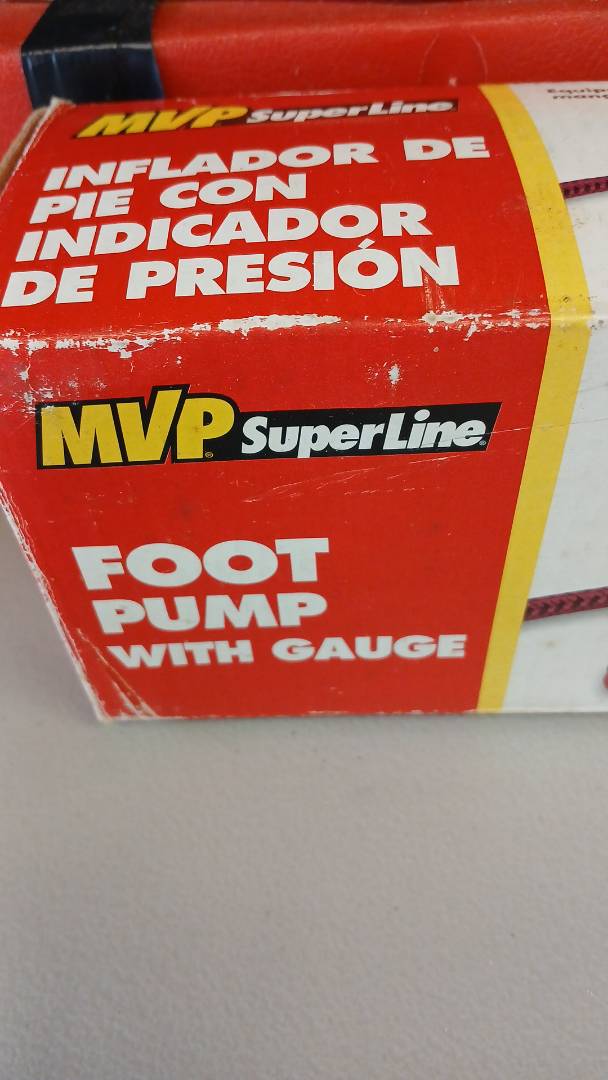 MVP SuperLine
INFLADOR DE
PIE CON
INDICADOR
DE PRESIÓN
MVP® SuperLine®
FOOT
PUMP
WITH GAUGE